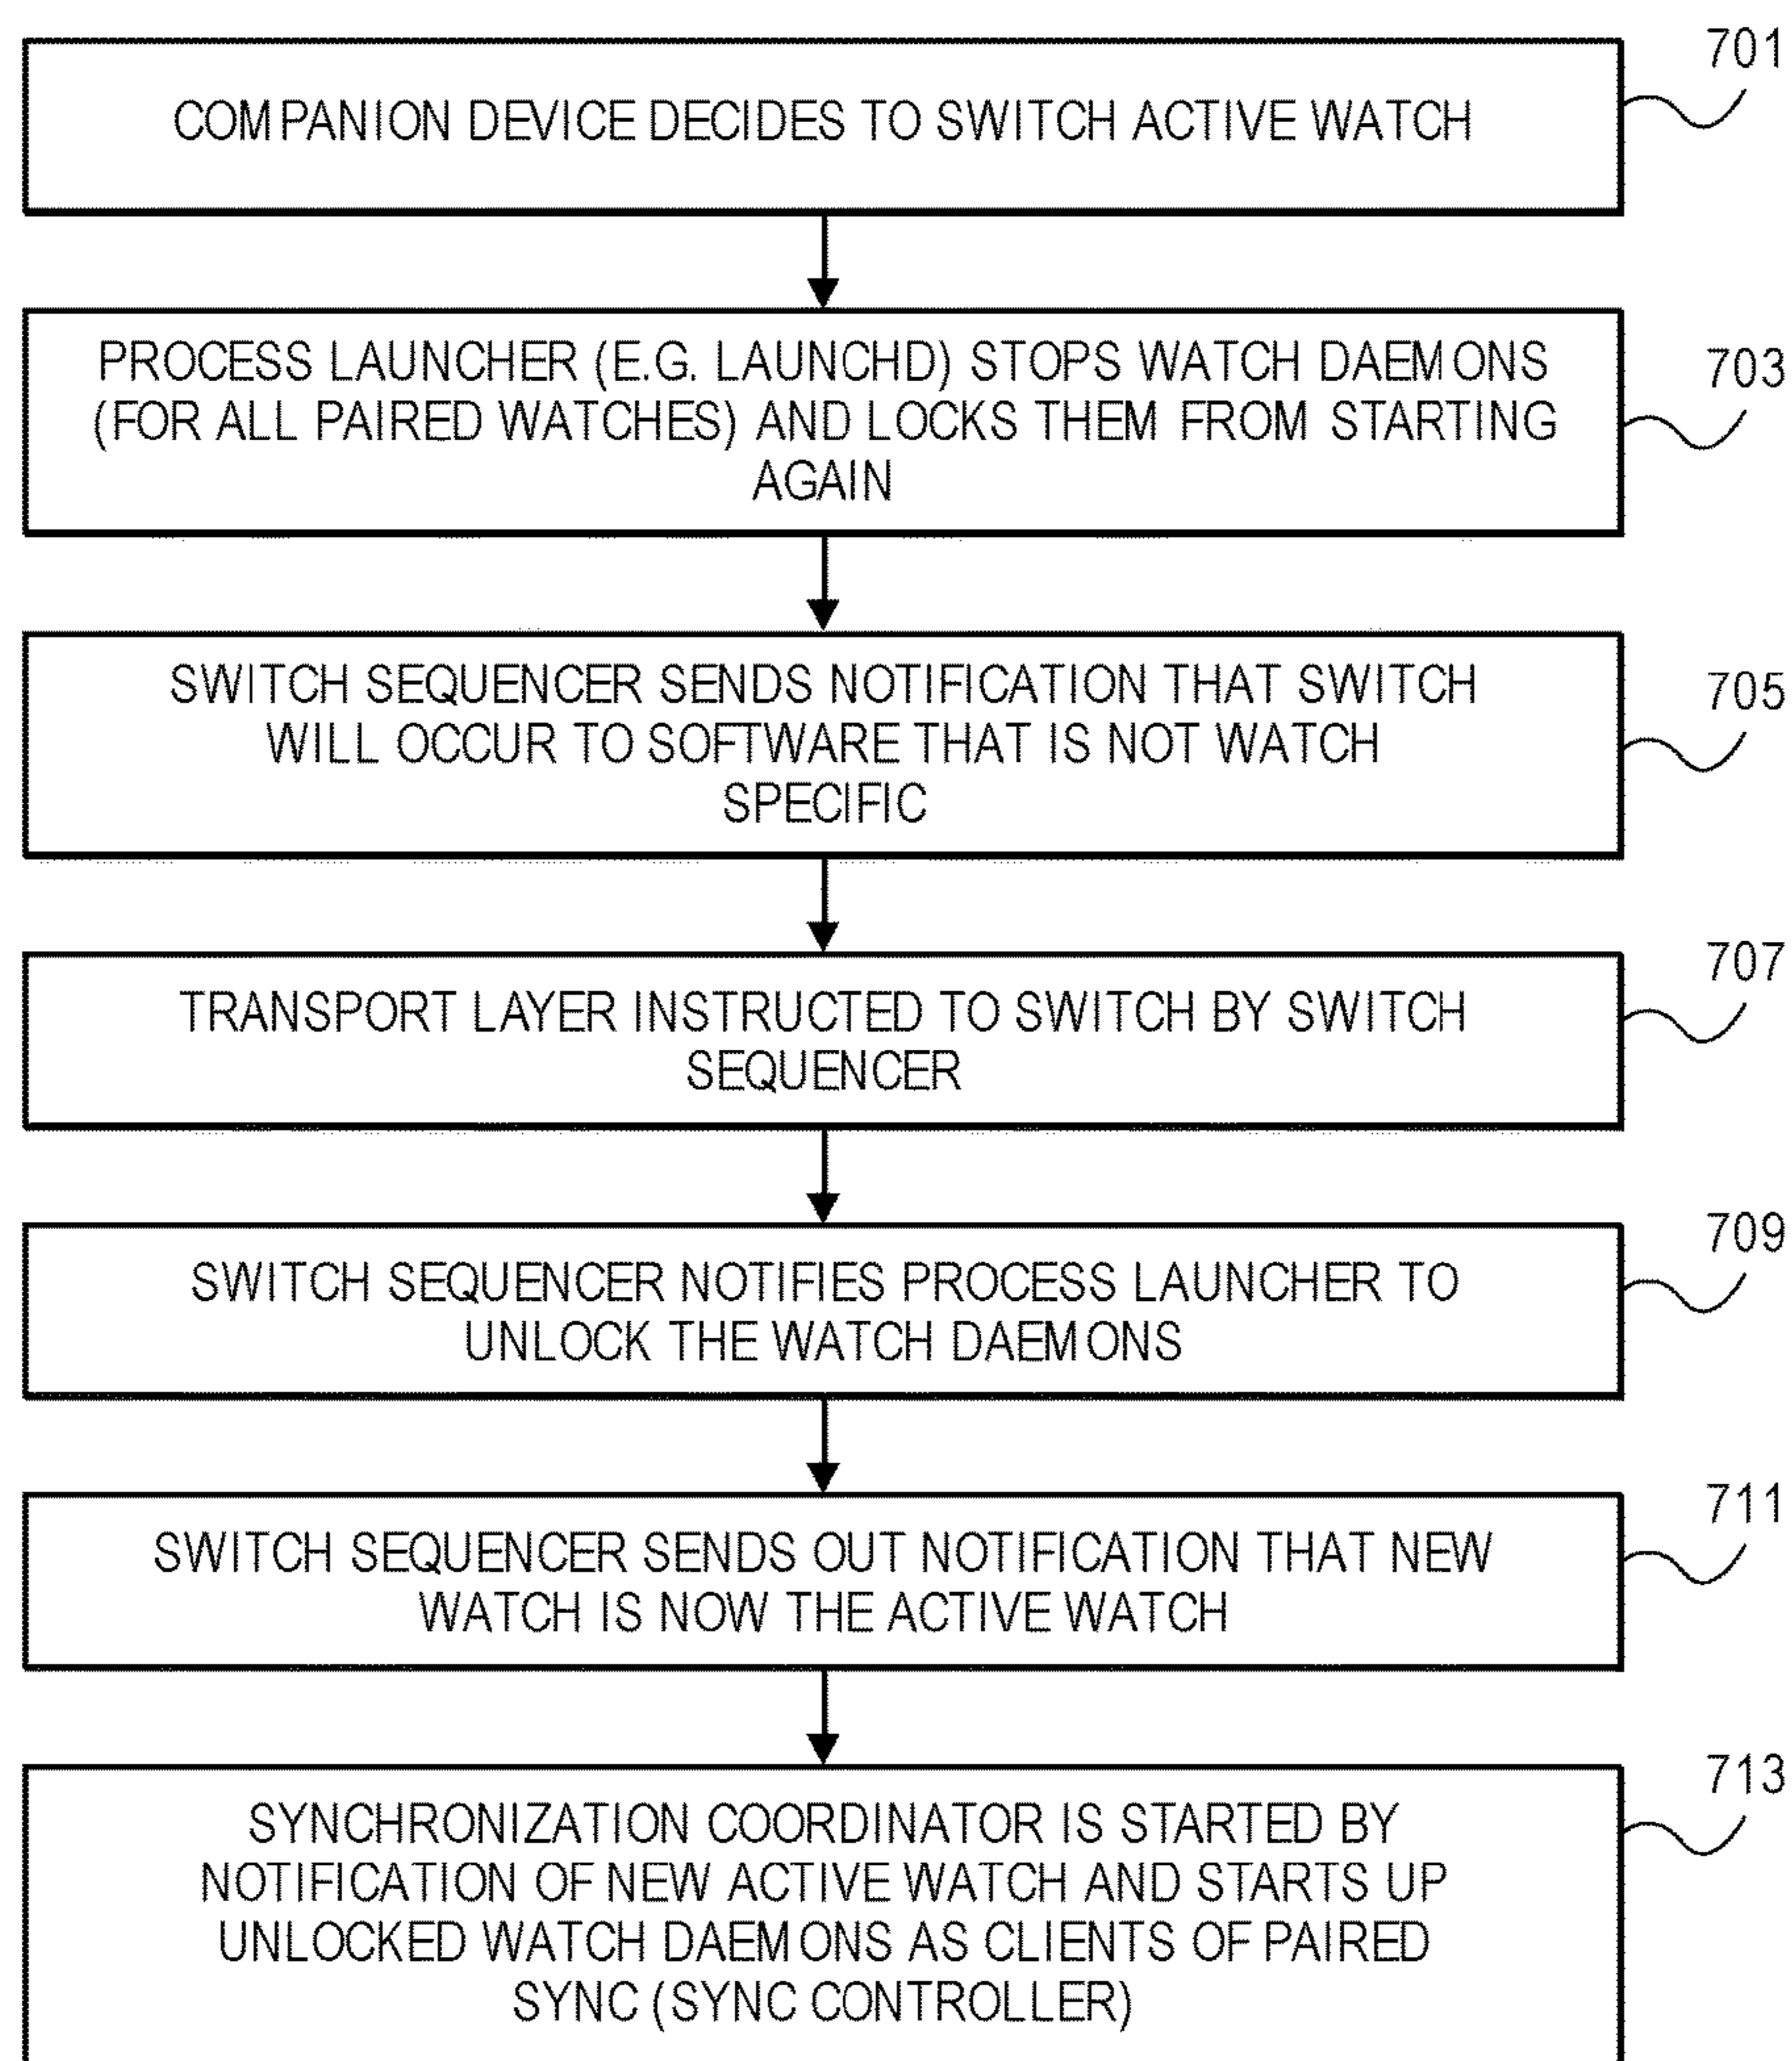 701
COMPANION DEVICE DECIDES TO SWITCH ACTIVE WATCH
703
PROCESS LAUNCHER (E.G. LAUNCHD) STOPS WATCH DAEMONS
(FOR ALL PAIRED WATCHES) AND LOCKS THEM FROM STARTING
AGAIN
705
SWITCH SEQUENCER SENDS NOTIFICATION THAT SWITCH
WILL OCCUR TO SOFTWARE THAT IS NOT WATCH
SPECIFIC
707
TRANSPORT LAYER INSTRUCTED TO SWITCH BY SWITCH
SEQUENCER
709
SWITCH SEQUENCER NOTIFIES PROCESS LAUNCHER TO
UNLOCK THE WATCH DAEMONS
711
SWITCH SEQUENCER SENDS OUT NOTIFICATION THAT NEW
WATCH IS NOW THE ACTIVE WATCH
713
SYNCHRONIZATION COORDINATOR IS STARTED BY
NOTIFICATION OF NEW ACTIVE WATCH AND STARTS UP
UNLOCKED WATCH DAEMONS AS CLIENTS OF PAIRED
SYNC (SYNC CONTROLLER)